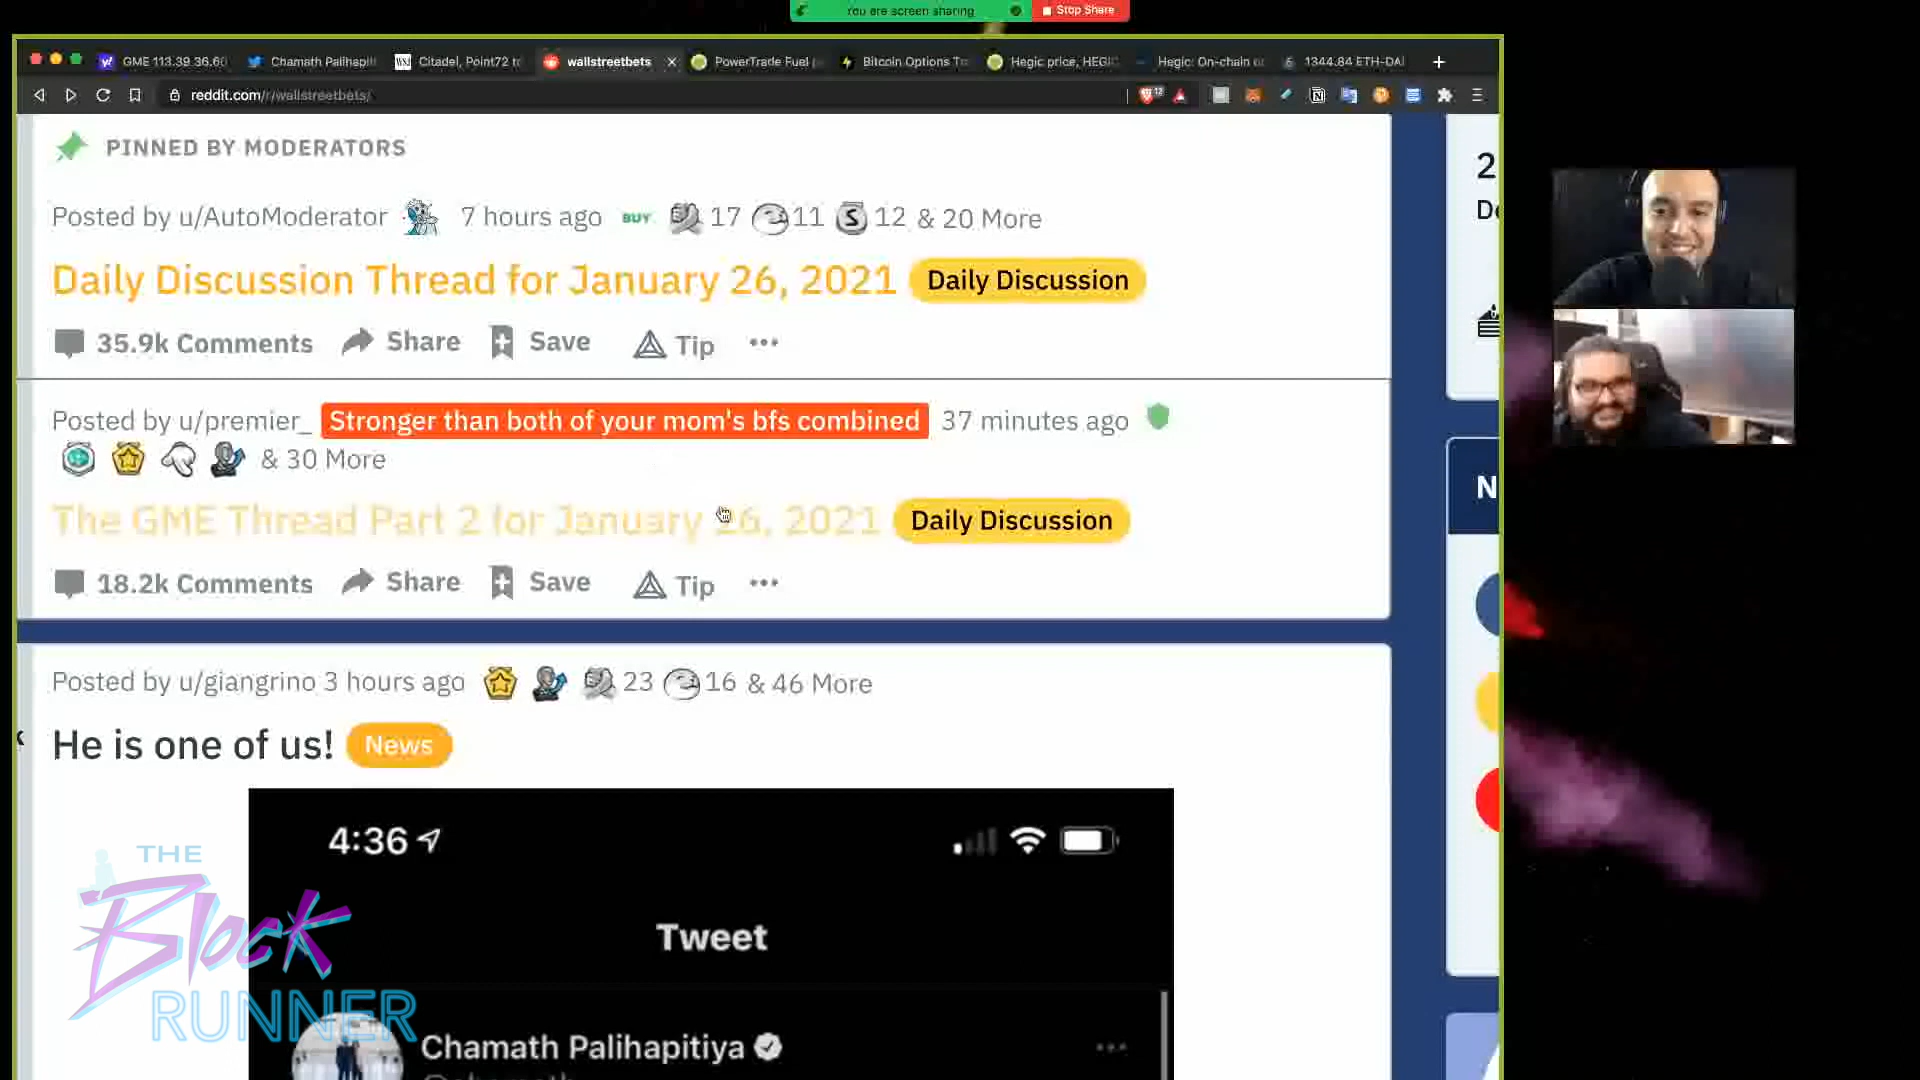 You are screen sharing
Stop Share
GME 113.39 36.60
Chamath Palihapiti
WSJ
Citadel, Point72 to
wallstreetbets
PowerTrade Fuel
Bitcoin Options T
Hegic price, HEGIC
Hegic: On-chain o
1344.84 ETH-DAI
reddit.com/r/wallstreetbets/
12
PINNED BY MODERATORS
Posted by u/AutoModerator 7 hours ago BUY 17 11 S 12 & 20 More
Daily Discussion Thread for January 26, 2021 Daily Discussion
35.9k Comments Share Save Tip
Posted by u/premier_ Stronger than both of your mom's bfs combined 37 minutes ago
& 30 More
The GME Thread Part 2 for January 26, 2021 Daily Discussion
18.2k Comments Share Save Tip
Posted by u/giangrino 3 hours ago 23 16 & 46 More
He is one of us! News
4:36
Tweet
Chamath Palihapitiya
2
De
N
THE
Block
RUNNER